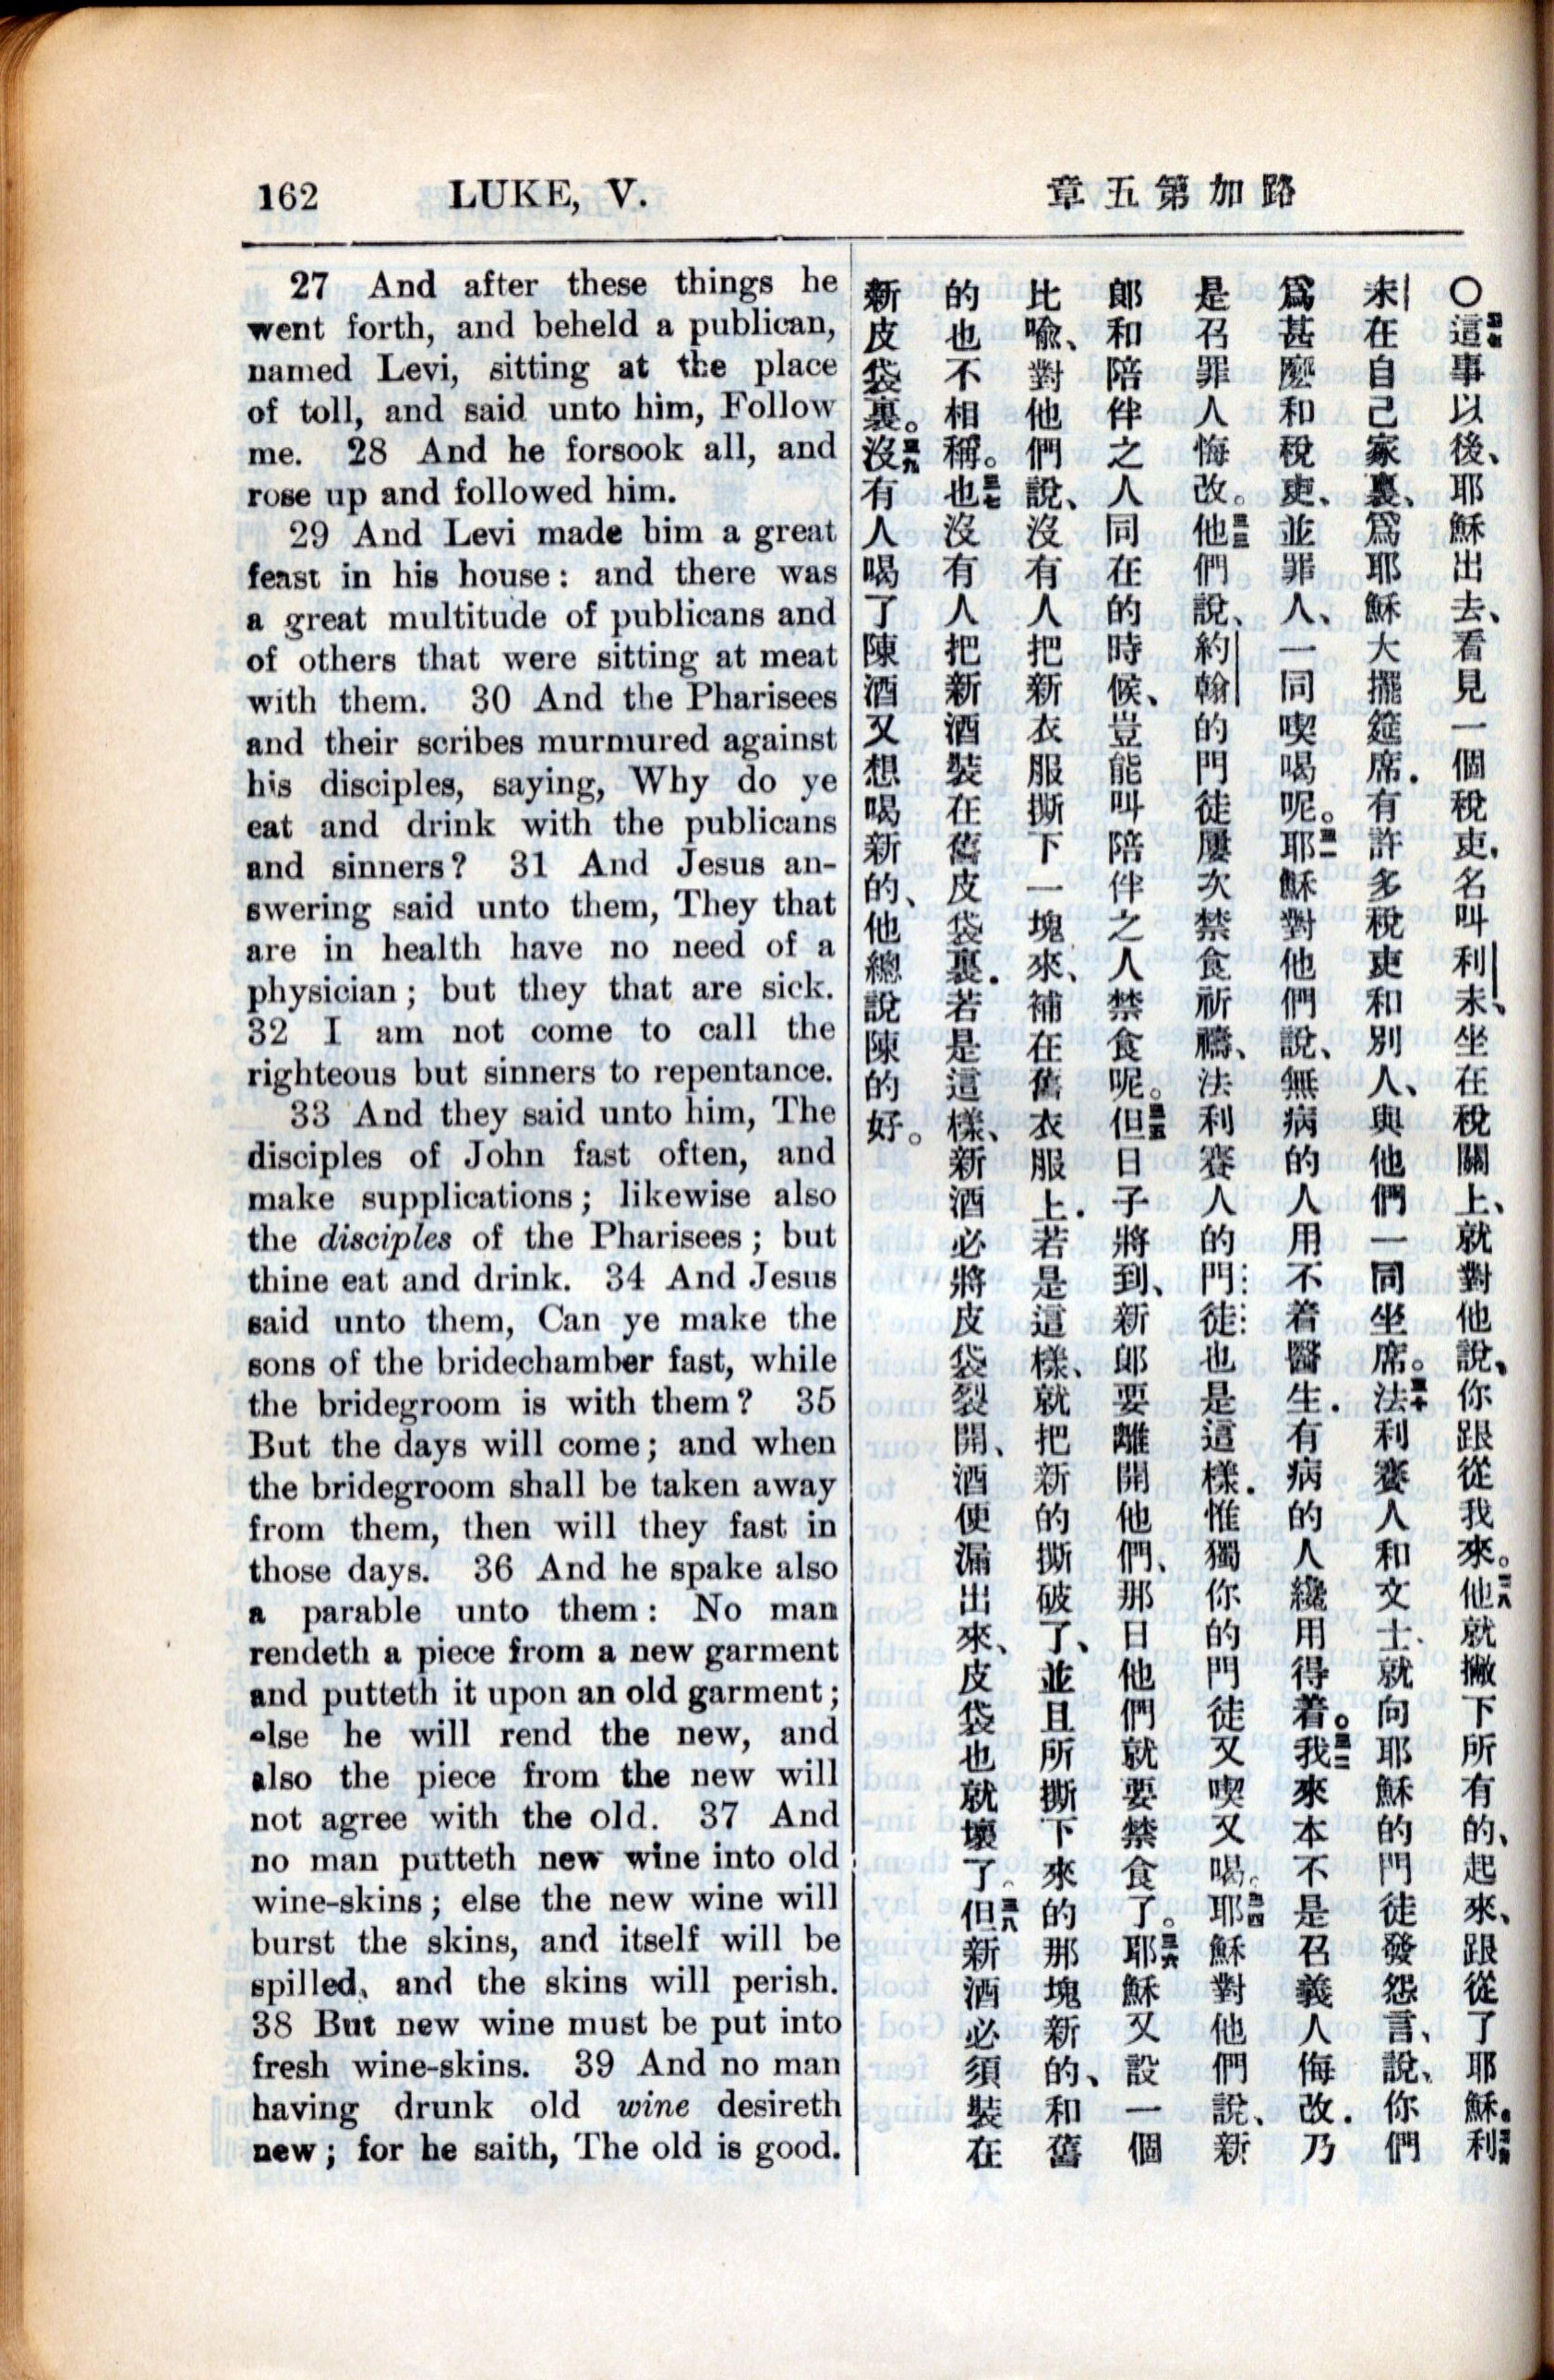 162 LUKE, V.
27 And after these things he
went forth, and beheld a publican,
named Levi, sitting at the place
of toll, and said unto him, Follow
me. 28 And he forsook all, and
rose up and followed him.
29 And Levi made him a great
feast in his house: and there was
a great multitude of publicans and
of others that were sitting at meat
with them. 30 And the Pharisees
and their scribes murmured against
his disciples, saying, Why do ye
eat and drink with the publicans
and sinners? 31 And Jesus an-
swering said unto them, They that
are in health have no need of a
physician; but they that are sick.
32 I am not come to call the
righteous but sinners to repentance.
33 And they said unto him, The
disciples of John fast often, and
make supplications; likewise also
the disciples of the Pharisees; but
thine eat and drink. 34 And Jesus
said unto them, Can ye make the
sons of the bridechamber fast, while
the bridegroom is with them? 35
But the days will come; and when
the bridegroom shall be taken away
from them, then will they fast in
those days. 36 And he spake also
a parable unto them: No man
rendeth a piece from a new garment
and putteth it upon an old garment;
else he will rend the new, and
also the piece from the new will
not agree with the old. 37 And
no man putteth new wine into old
wine-skins; else the new wine will
burst the skins, and itself will be
spilled, and the skins will perish.
38 But new wine must be put into
fresh wine-skins. 39 And no man
having drunk old wine desireth
new; for he saith, The old is good.
章五第加路
○二七這事以後、耶穌出去、看見一個稅吏．名叫利未、坐在稅關上、就對他說、你跟從我來。二八他就撇下所有的、起來、跟從了耶穌。二九利
未在自己家裏、爲耶穌大擺筵席．有許多稅吏和別人、與他們一同坐席。三十法利賽人和文士．就向耶穌的門徒發怨言、說、你們
爲甚麼和稅吏、並罪人、一同喫喝呢。三一耶穌對他們說、無病的人用不着醫生．有病的人纔用得着。三二我來本不是召義人侮改．乃
是召罪人悔改。三三他們說、約翰的門徒屢次禁食祈禱、法利賽人的門徒也是這樣．惟獨你的門徒又喫又喝。三四耶穌對他們說、新
郞和陪伴之人同在的時候、豈能叫陪伴之人禁食呢。三五但日子將到、新郞要離開他們、那日他們就要禁食了。三六耶穌又設一個
比喩、對他們說、沒有人把新衣服撕下一塊來、補在舊衣服上．若是這樣、就把新的撕破了、並且所撕下來的那塊新的、和舊
的也不相稱。三七也沒有人把新酒裝在舊皮袋裏．若是這樣、新酒必將皮袋裂開、酒便漏出來、皮袋也就壞了。三八但新酒必須裝在
新皮袋裏。三九沒有人喝了陳酒又想喝新的、他總說陳的好。